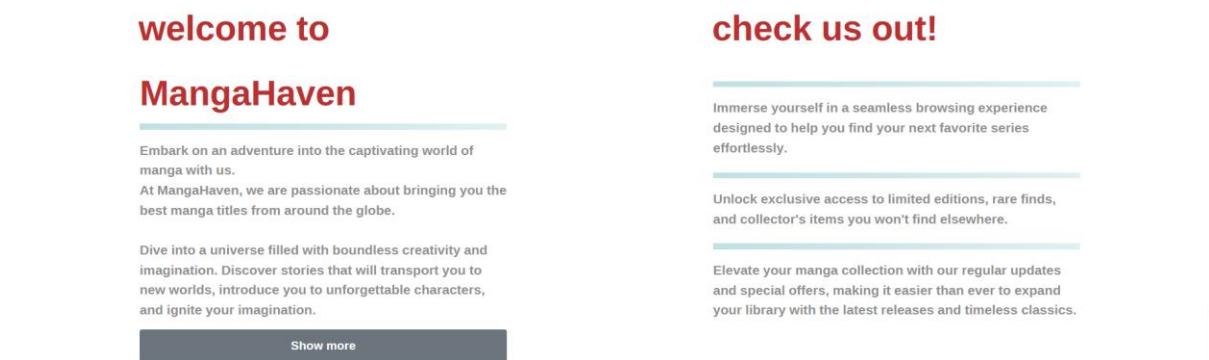 welcome to
MangaHaven
Embark on an adventure into the captivating world of
manga with us.
At MangaHaven, we are passionate about bringing you the
best manga titles from around the globe.
Dive into a universe filled with boundless creativity and
imagination. Discover stories that will transport you to
new worlds, introduce you to unforgettable characters,
and ignite your imagination.
Show more
check us out!
Immerse yourself in a seamless browsing experience
designed to help you find your next favorite series
effortlessly.
Unlock exclusive access to limited editions, rare finds,
and collector's items you won't find elsewhere.
Elevate your manga collection with our regular updates
and special offers, making it easier than ever to expand
your library with the latest releases and timeless classics.